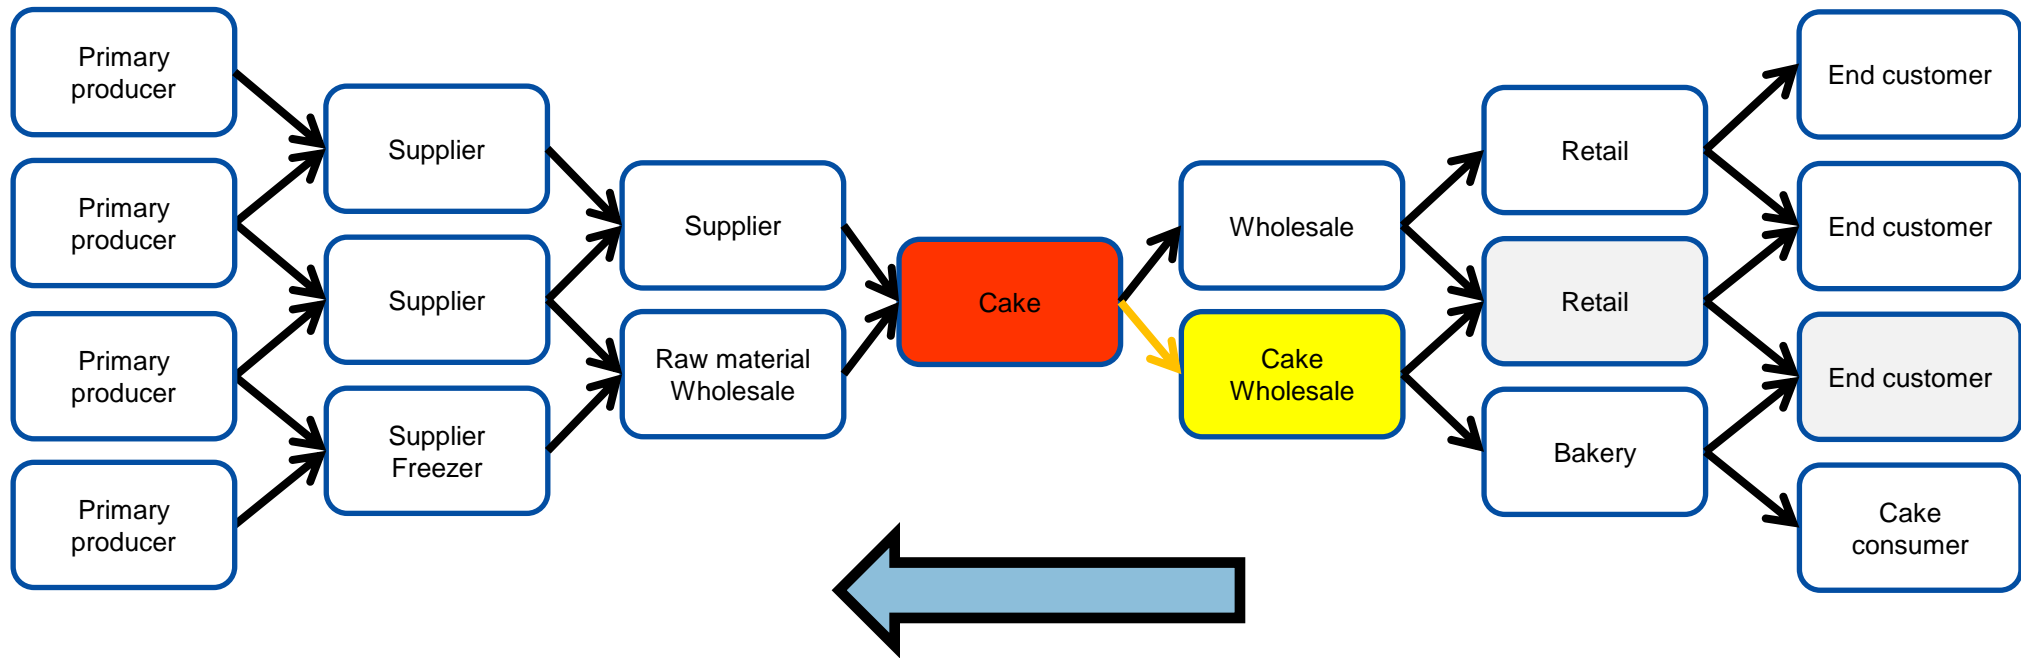 Primary
producer
Primary
producer
Primary
producer
Primary
producer
Supplier
Supplier
Supplier
Freezer
Supplier
Raw material
Wholesale
Cake
Wholesale
Cake
Wholesale
Retail
Retail
Bakery
End customer
End customer
End customer
Cake
consumer